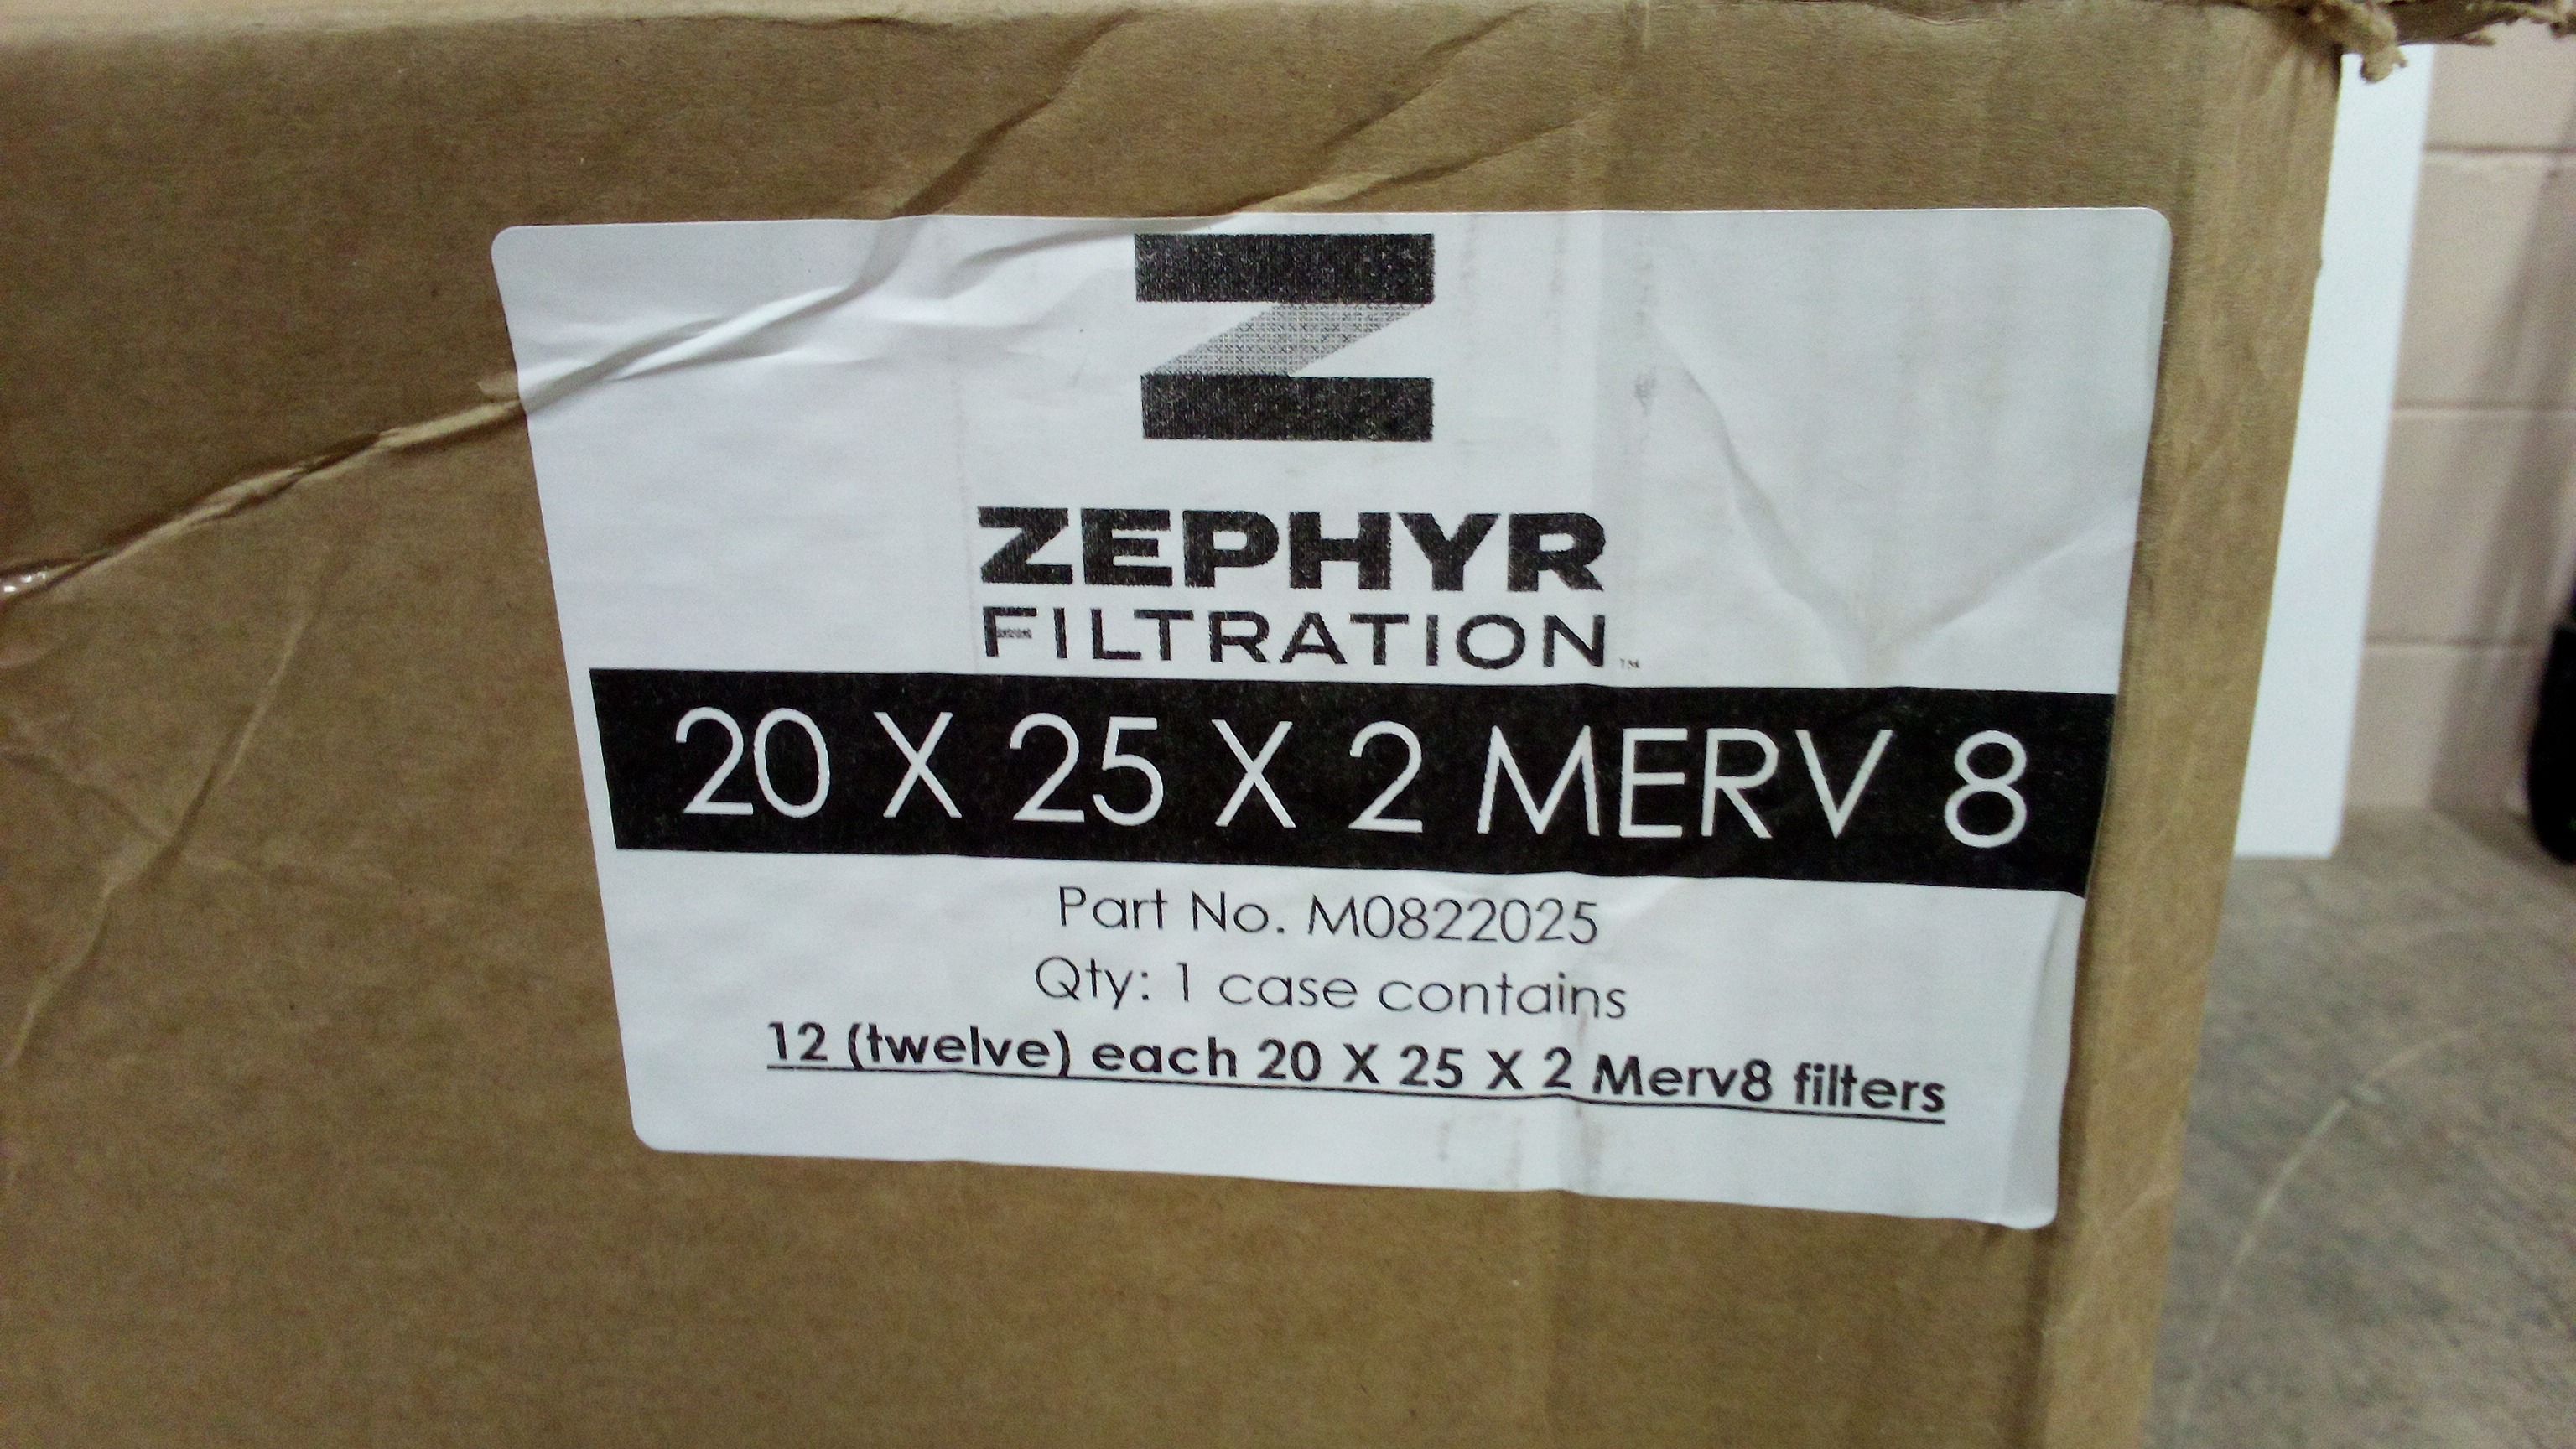 Z
ZEPHYR
FILTRATION™
20 X 25 X 2 MERV 8
Part No. M0822025
Qty: 1 case contains
12 (twelve) each 20 X 25 X 2 Merv8 filters